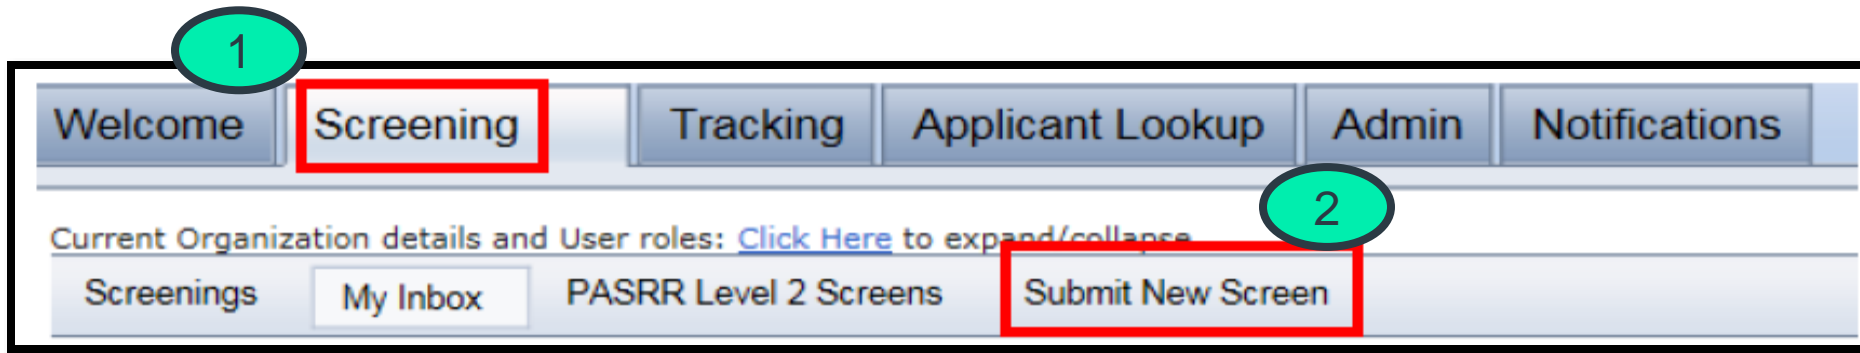 1
Welcome Screening Tracking Applicant Lookup Admin Notifications
2
Current Organization details and User roles: Click Here to expand/collapse
Screenings My Inbox PASRR Level 2 Screens Submit New Screen